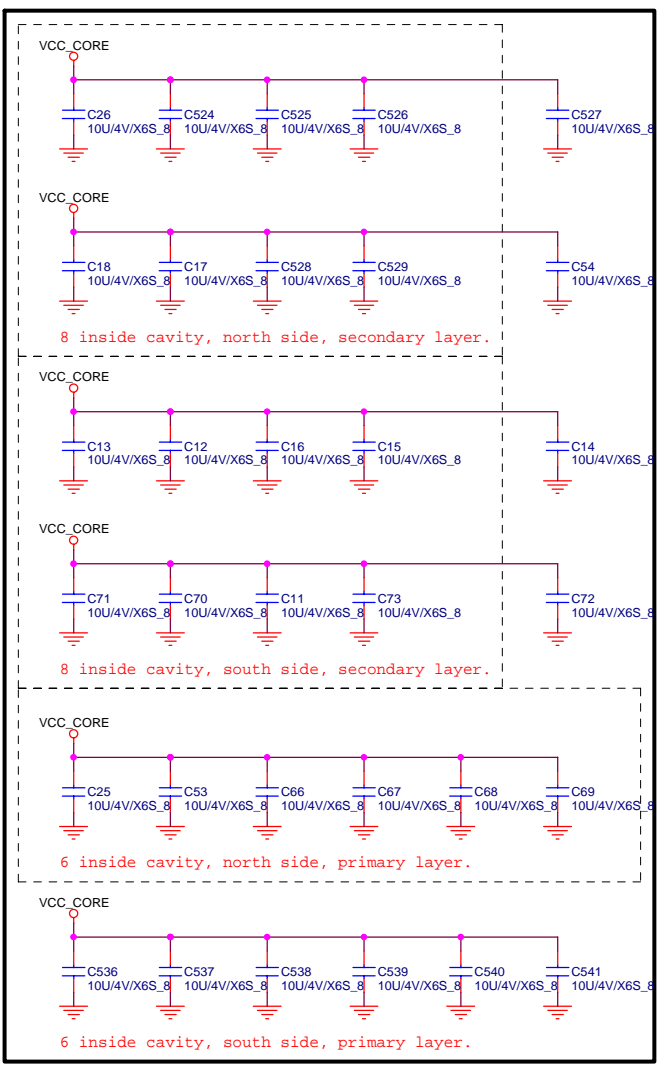 VCC_CORE
C26 C524 C525 C526 C527
10U/4V/X6S_8 10U/4V/X6S_8 10U/4V/X6S_8 10U/4V/X6S_8 10U/4V/X6S_8
VCC_CORE
C18 C17 C528 C529 C54
10U/4V/X6S_8 10U/4V/X6S_8 10U/4V/X6S_8 10U/4V/X6S_8 10U/4V/X6S_8
8 inside cavity, north side, secondary layer.
VCC_CORE
C13 C12 C16 C15 C14
10U/4V/X6S_8 10U/4V/X6S_8 10U/4V/X6S_8 10U/4V/X6S_8 10U/4V/X6S_8
VCC_CORE
C71 C70 C11 C73 C72
10U/4V/X6S_8 10U/4V/X6S_8 10U/4V/X6S_8 10U/4V/X6S_8 10U/4V/X6S_8
8 inside cavity, south side, secondary layer.
VCC_CORE
C25 C53 C66 C67 C68 C69
10U/4V/X6S_8 10U/4V/X6S_8 10U/4V/X6S_8 10U/4V/X6S_8 10U/4V/X6S_8 10U/4V/X6S_8
6 inside cavity, north side, primary layer.
VCC_CORE
C536 C537 C538 C539 C540 C541
10U/4V/X6S_8 10U/4V/X6S_8 10U/4V/X6S_8 10U/4V/X6S_8 10U/4V/X6S_8 10U/4V/X6S_8
6 inside cavity, south side, primary layer.